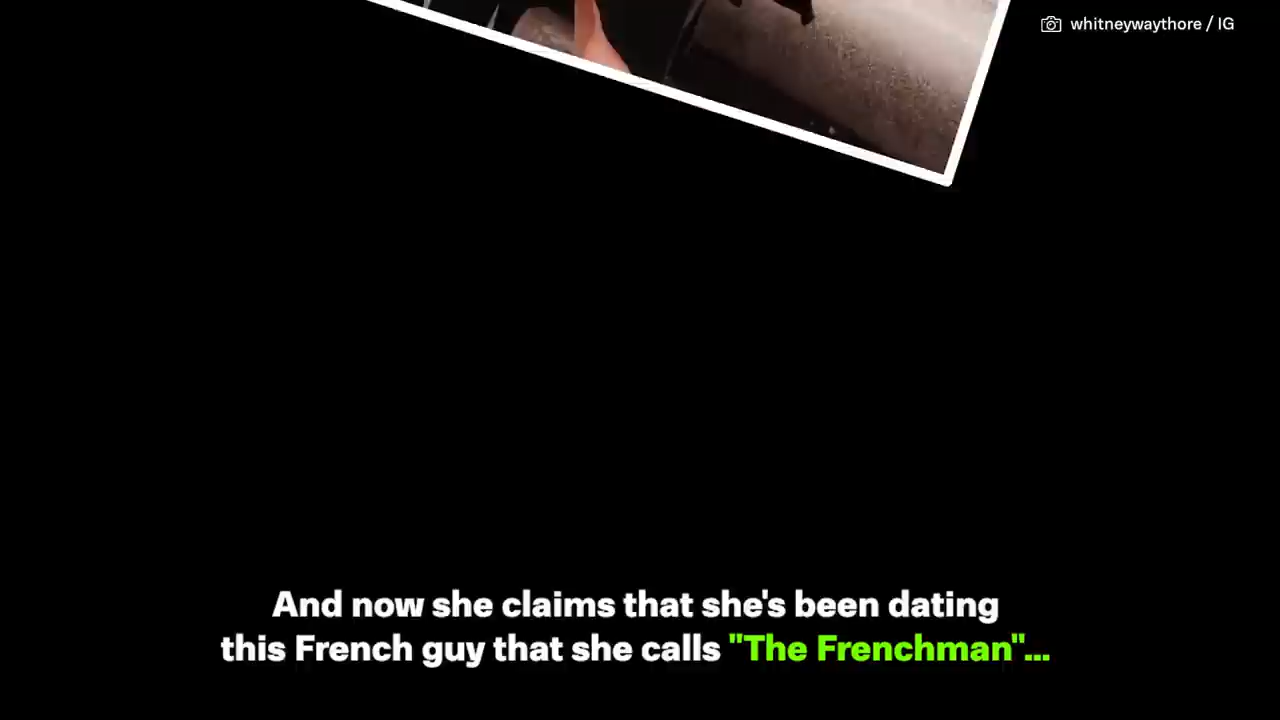 whitneywaythore / IG
And now she claims that she's been dating
this French guy that she calls "The Frenchman"...